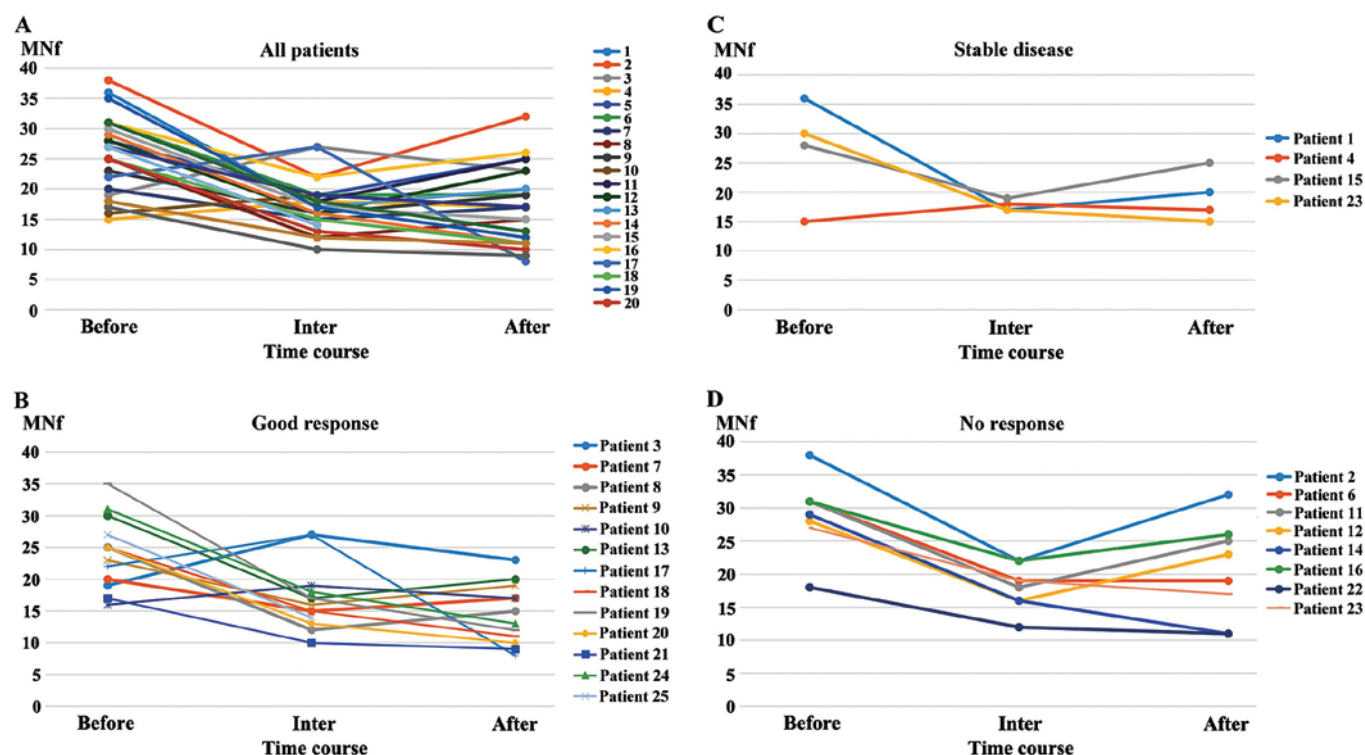 A
MNf
All patients
40
35
30
25
20
15
10
5
0
Before
Inter
After
Time course
1
2
3
4
5
6
7
8
9
10
11
12
13
14
15
16
17
18
19
20
C
MNf
Stable disease
40
35
30
25
20
15
10
5
0
Before
Inter
After
Time course
Patient 1
Patient 4
Patient 15
Patient 23
B
MNf
Good response
40
35
30
25
20
15
10
5
0
Before
Inter
After
Time course
Patient 3
Patient 7
Patient 8
Patient 9
Patient 10
Patient 13
Patient 17
Patient 18
Patient 19
Patient 20
Patient 21
Patient 24
Patient 25
D
MNf
No response
40
35
30
25
20
15
10
5
0
Before
Inter
After
Time course
Patient 2
Patient 6
Patient 11
Patient 12
Patient 14
Patient 16
Patient 22
Patient 23